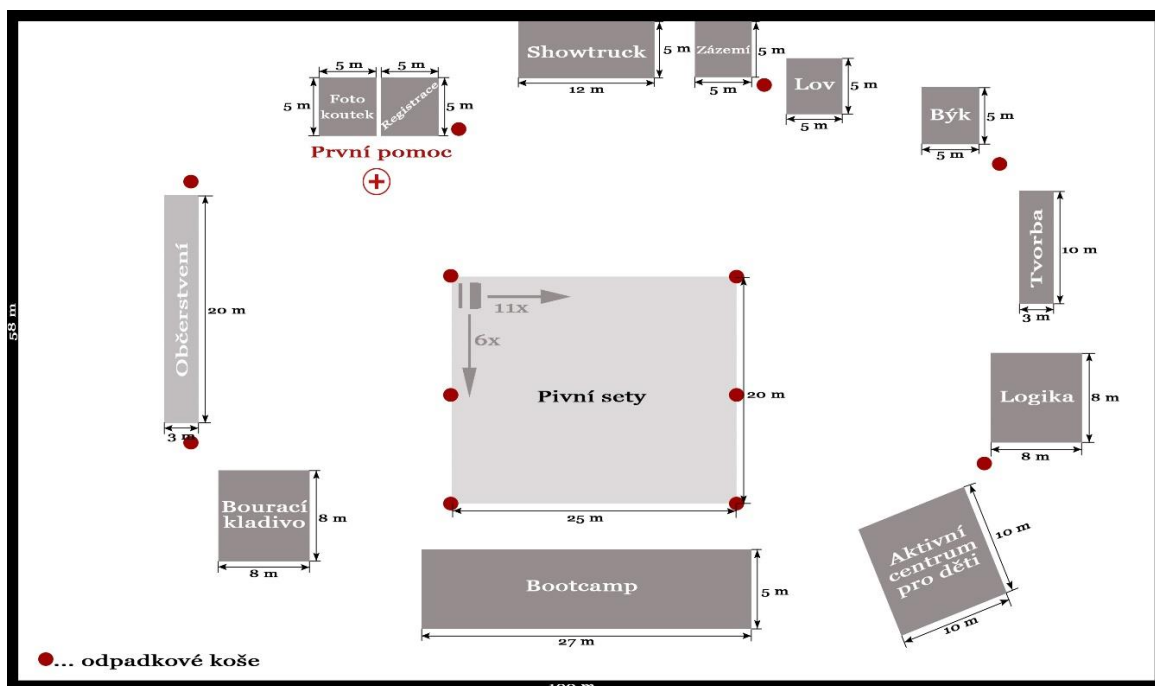 Showtruck
5 m
12 m
Zázemí
5 m
5 m
Lov
5 m
5 m
Býk
5 m
5 m
5 m
5 m
5 m
Foto
koutek
Registrace
5 m
První pomoc
Občerstvení
20 m
3 m
58 m
Tvorba
10 m
3 m
11x
6x
Pivní sety
20 m
25 m
Logika
8 m
8 m
Bourací
kladivo
8 m
8 m
Bootcamp
5 m
27 m
Aktivní
centrum
pro děti
10 m
10 m
... odpadkové koše